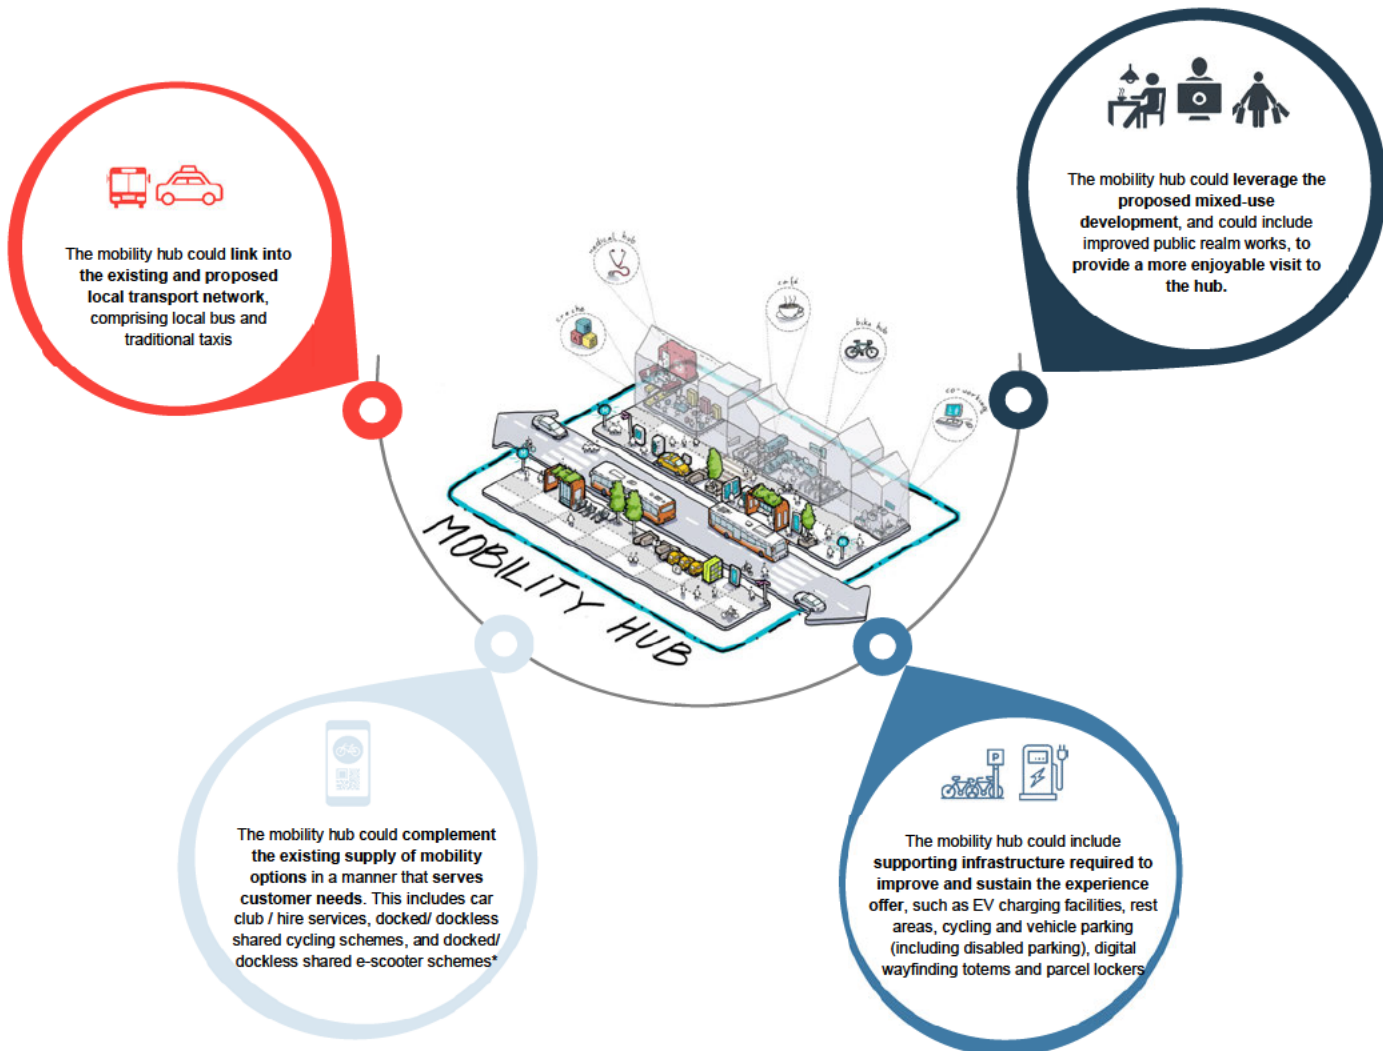 The mobility hub could link into
the existing and proposed
local transport network,
comprising local bus and
traditional taxis
The mobility hub could leverage the
proposed mixed-use
development, and could include
improved public realm works, to
provide a more enjoyable visit to
the hub.
medical hub
creche
café
bike hub
co-working
MOBILITY HUB
The mobility hub could complement
the existing supply of mobility
options in a manner that serves
customer needs. This includes car
club / hire services, docked/ dockless
shared cycling schemes, and docked/
dockless shared e-scooter schemes*
P
The mobility hub could include
supporting infrastructure required to
improve and sustain the experience
offer, such as EV charging facilities, rest
areas, cycling and vehicle parking
(including disabled parking), digital
wayfinding totems and parcel lockers